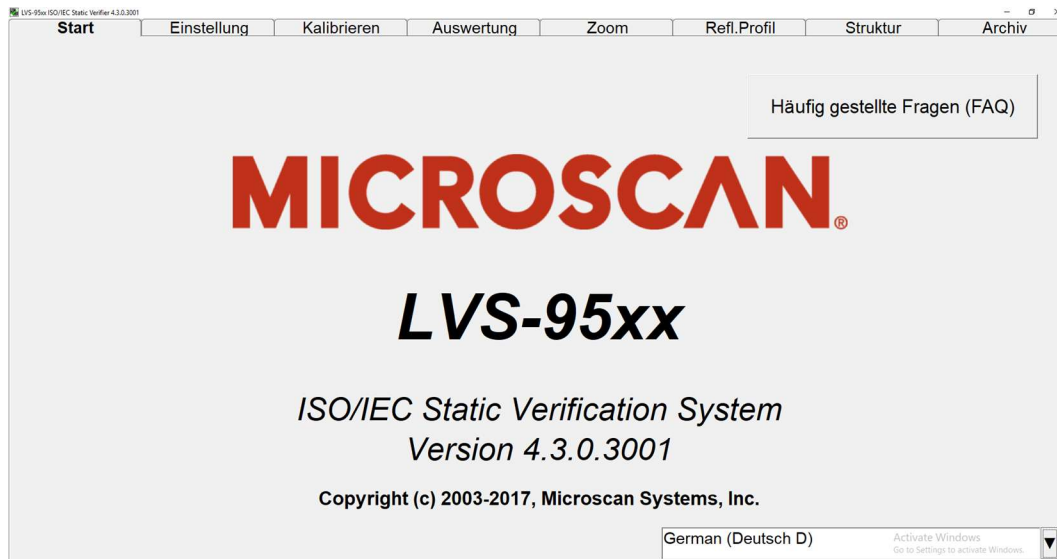 LVS-95xx ISO/IEC Static Verifier 4.3.0.3001
Start Einstellung Kalibrieren Auswertung Zoom Refl.Profil Struktur Archiv
Häufig gestellte Fragen (FAQ)
MICROSCAN®
LVS-95xx
ISO/IEC Static Verification System
Version 4.3.0.3001
Copyright (c) 2003-2017, Microscan Systems, Inc.
German (Deutsch D)
Activate Windows
Go to Settings to activate Windows.